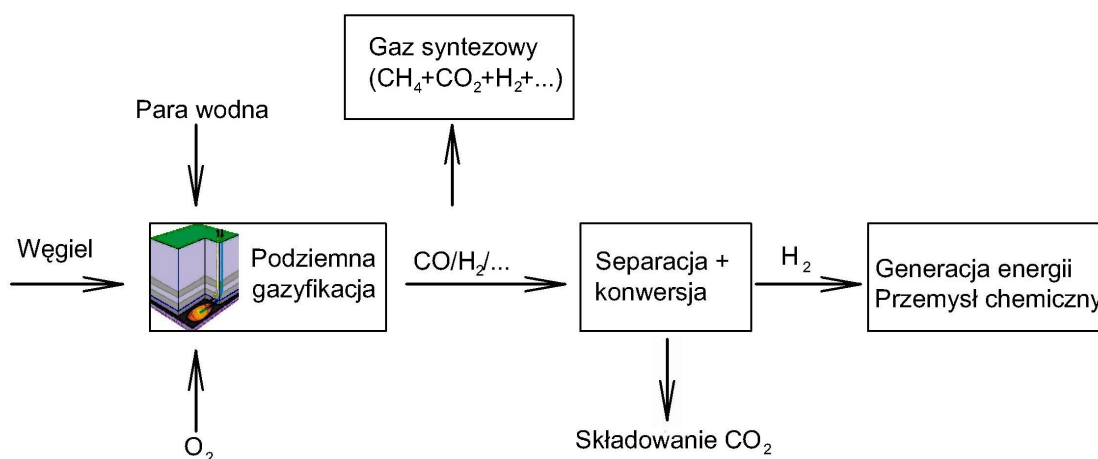 Gaz syntezowy
(CH₄+CO₂+H₂+...)
Para wodna
Węgiel
Podziemna
gazyfikacja
CO/H₂/...
Separacja +
konwersja
H₂
Generacja energii
Przemysł chemiczny
O₂
Składowanie CO₂